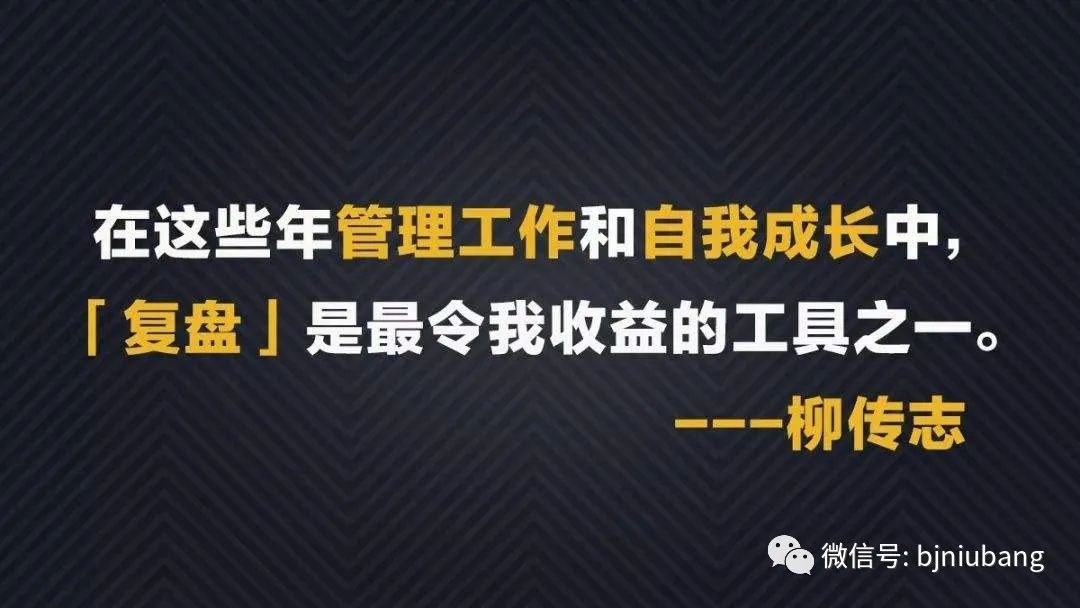 在这些年管理工作和自我成长中,
「复盘」是最令我收益的工具之一。
---柳传志
微信号: bjniubang